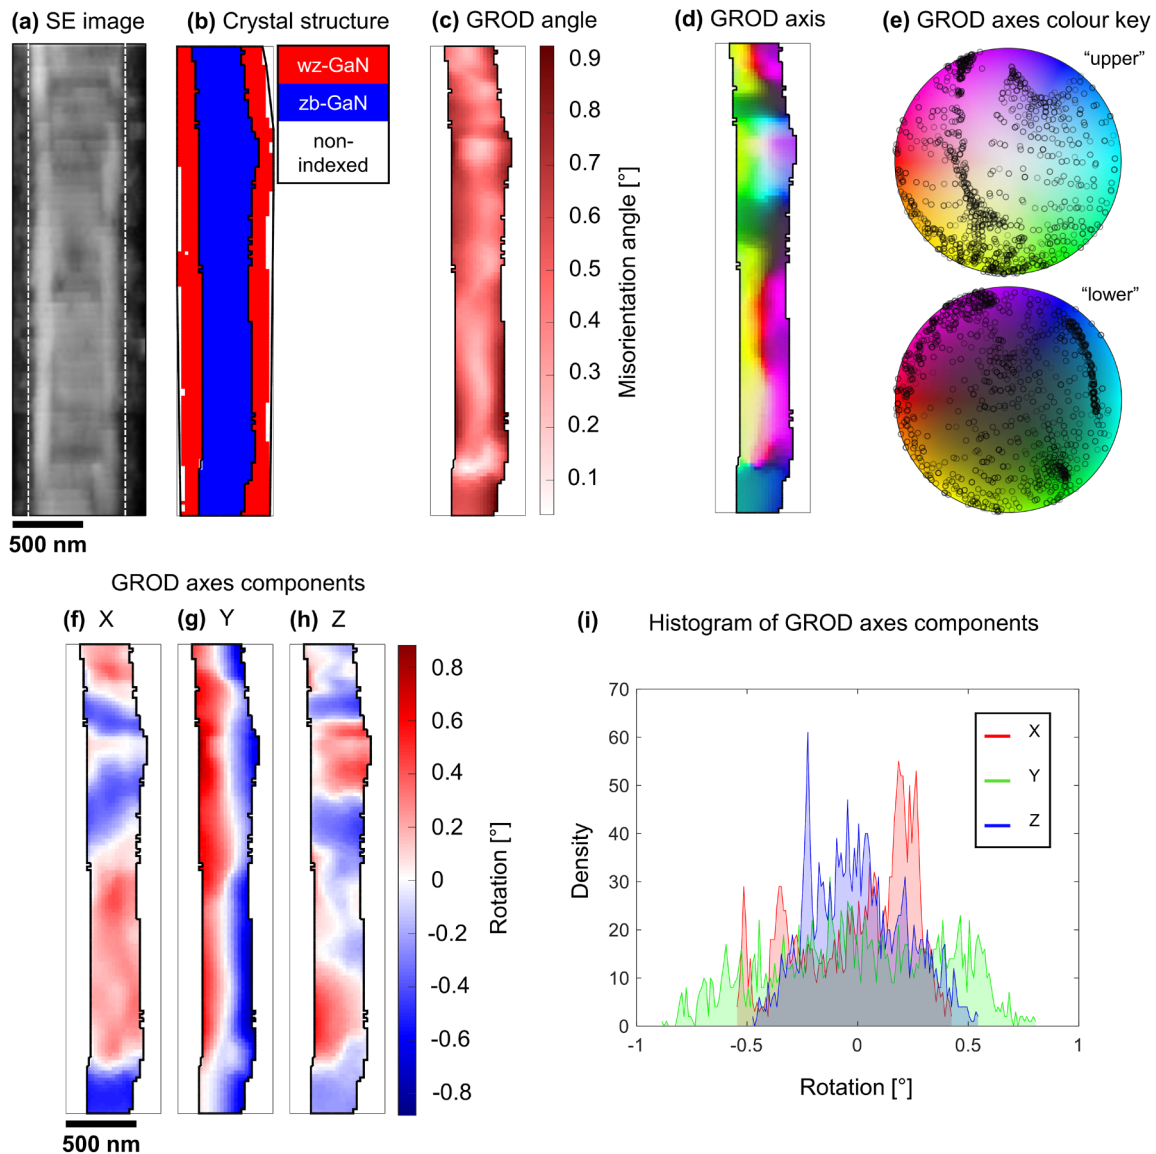 (a) SE image
(b) Crystal structure
(c) GROD angle
(d) GROD axis
(e) GROD axes colour key
wz-GaN
zb-GaN
non-
indexed
500 nm
0.9
0.8
0.7
0.6
0.5
0.4
0.3
0.2
0.1
Misorientation angle [°]
“upper”
“lower”
GROD axes components
(f) X
(g) Y
(h) Z
0.8
0.6
0.4
0.2
0
-0.2
-0.4
-0.6
-0.8
Rotation [°]
500 nm
(i) Histogram of GROD axes components
70
60
50
40
30
20
10
0
Density
X
Y
Z
-1
-0.5
0
0.5
1
Rotation [°]